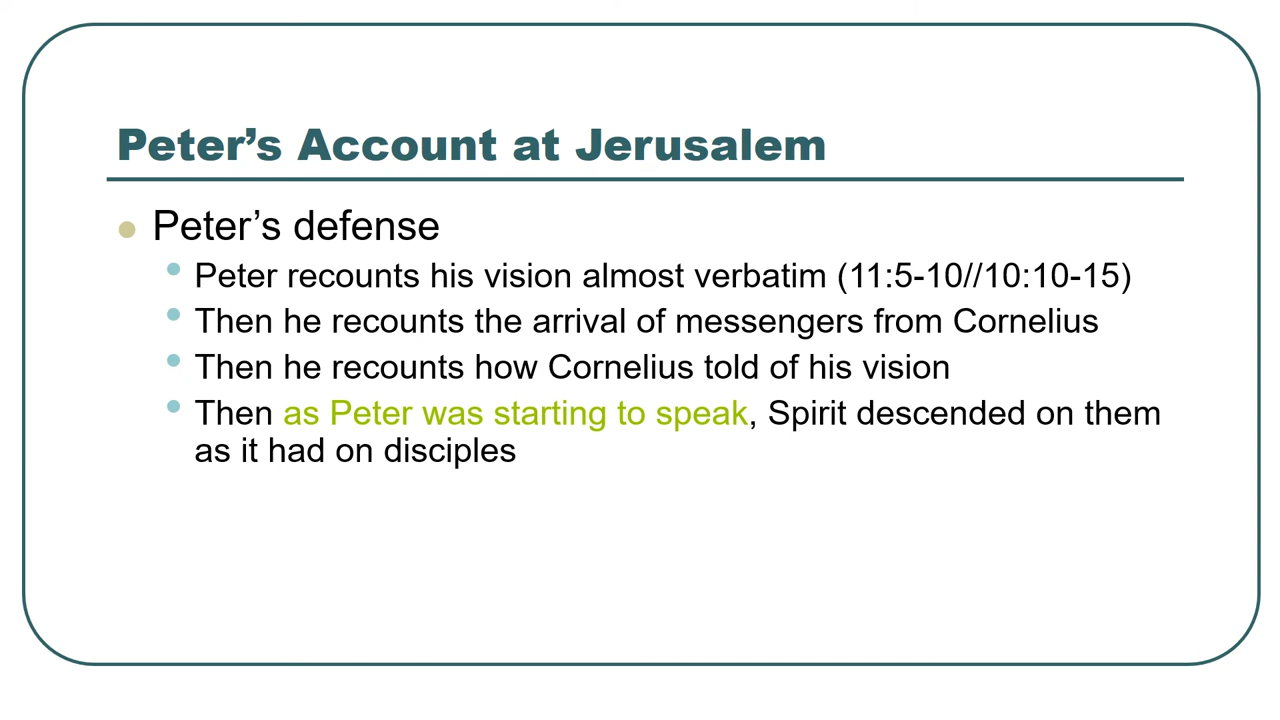 Peter’s Account at Jerusalem
Peter’s defense
Peter recounts his vision almost verbatim (11:5-10//10:10-15)
Then he recounts the arrival of messengers from Cornelius
Then he recounts how Cornelius told of his vision
Then as Peter was starting to speak, Spirit descended on them
as it had on disciples